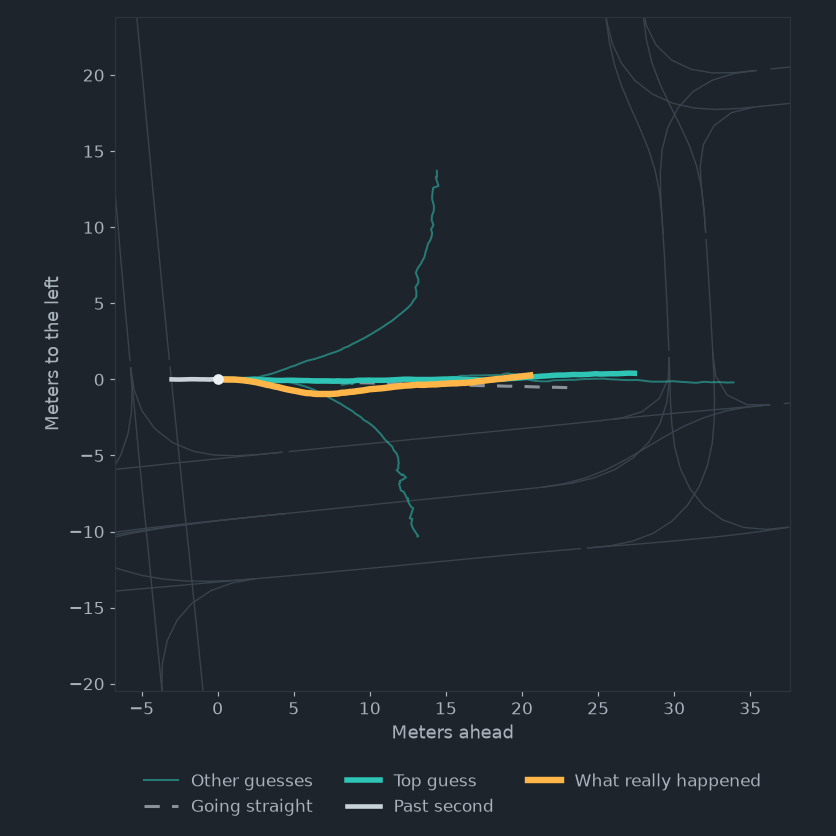 20
15
10
5
0
−5
−10
−15
−20
Meters to the left
−5 0 5 10 15 20 25 30 35
Meters ahead
Other guesses Top guess What really happened
Going straight Past second